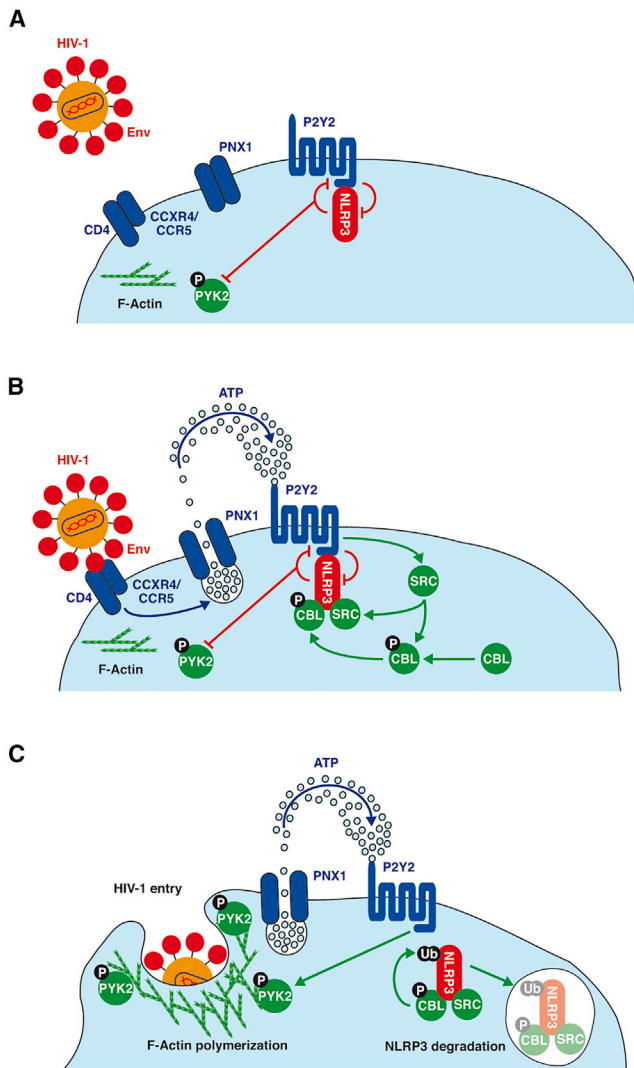 A
HIV-1
Env
P2Y2
PNX1
CCXR4/
CCR5
CD4
NLRP3
P
PYK2
F-Actin
B
ATP
HIV-1
P2Y2
PNX1
Env
CCXR4/
CCR5
CD4
NLRP3
SRC
P
CBL
SRC
P
PYK2
F-Actin
P
CBL
CBL
C
ATP
PNX1
P2Y2
HIV-1 entry
P
PYK2
P
PYK2
P
PYK2
Ub
NLRP3
P
CBL
SRC
Ub
NLRP3
P
CBL
SRC
F-Actin polymerization
NLRP3 degradation